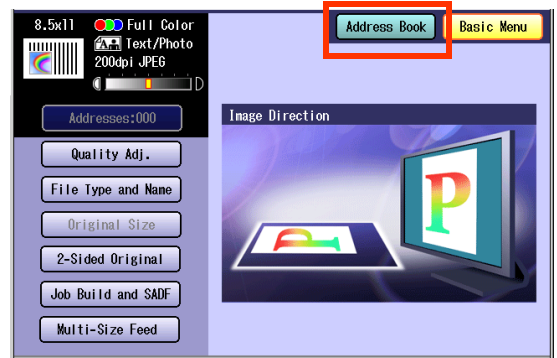 8.5x11 Full Color
Text/Photo
200dpi JPEG
Address Book
Basic Menu
Addresses:000
Quality Adj.
File Type and Name
Original Size
2-Sided Original
Job Build and SADF
Multi-Size Feed
Image Direction
P
P